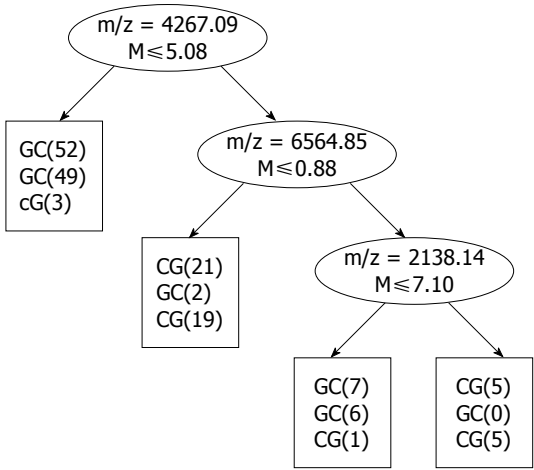 m/z = 4267.09
M⩽5.08
GC(52)
GC(49)
cG(3)
m/z = 6564.85
M⩽0.88
CG(21)
GC(2)
CG(19)
m/z = 2138.14
M⩽7.10
GC(7)
GC(6)
CG(1)
CG(5)
GC(0)
CG(5)